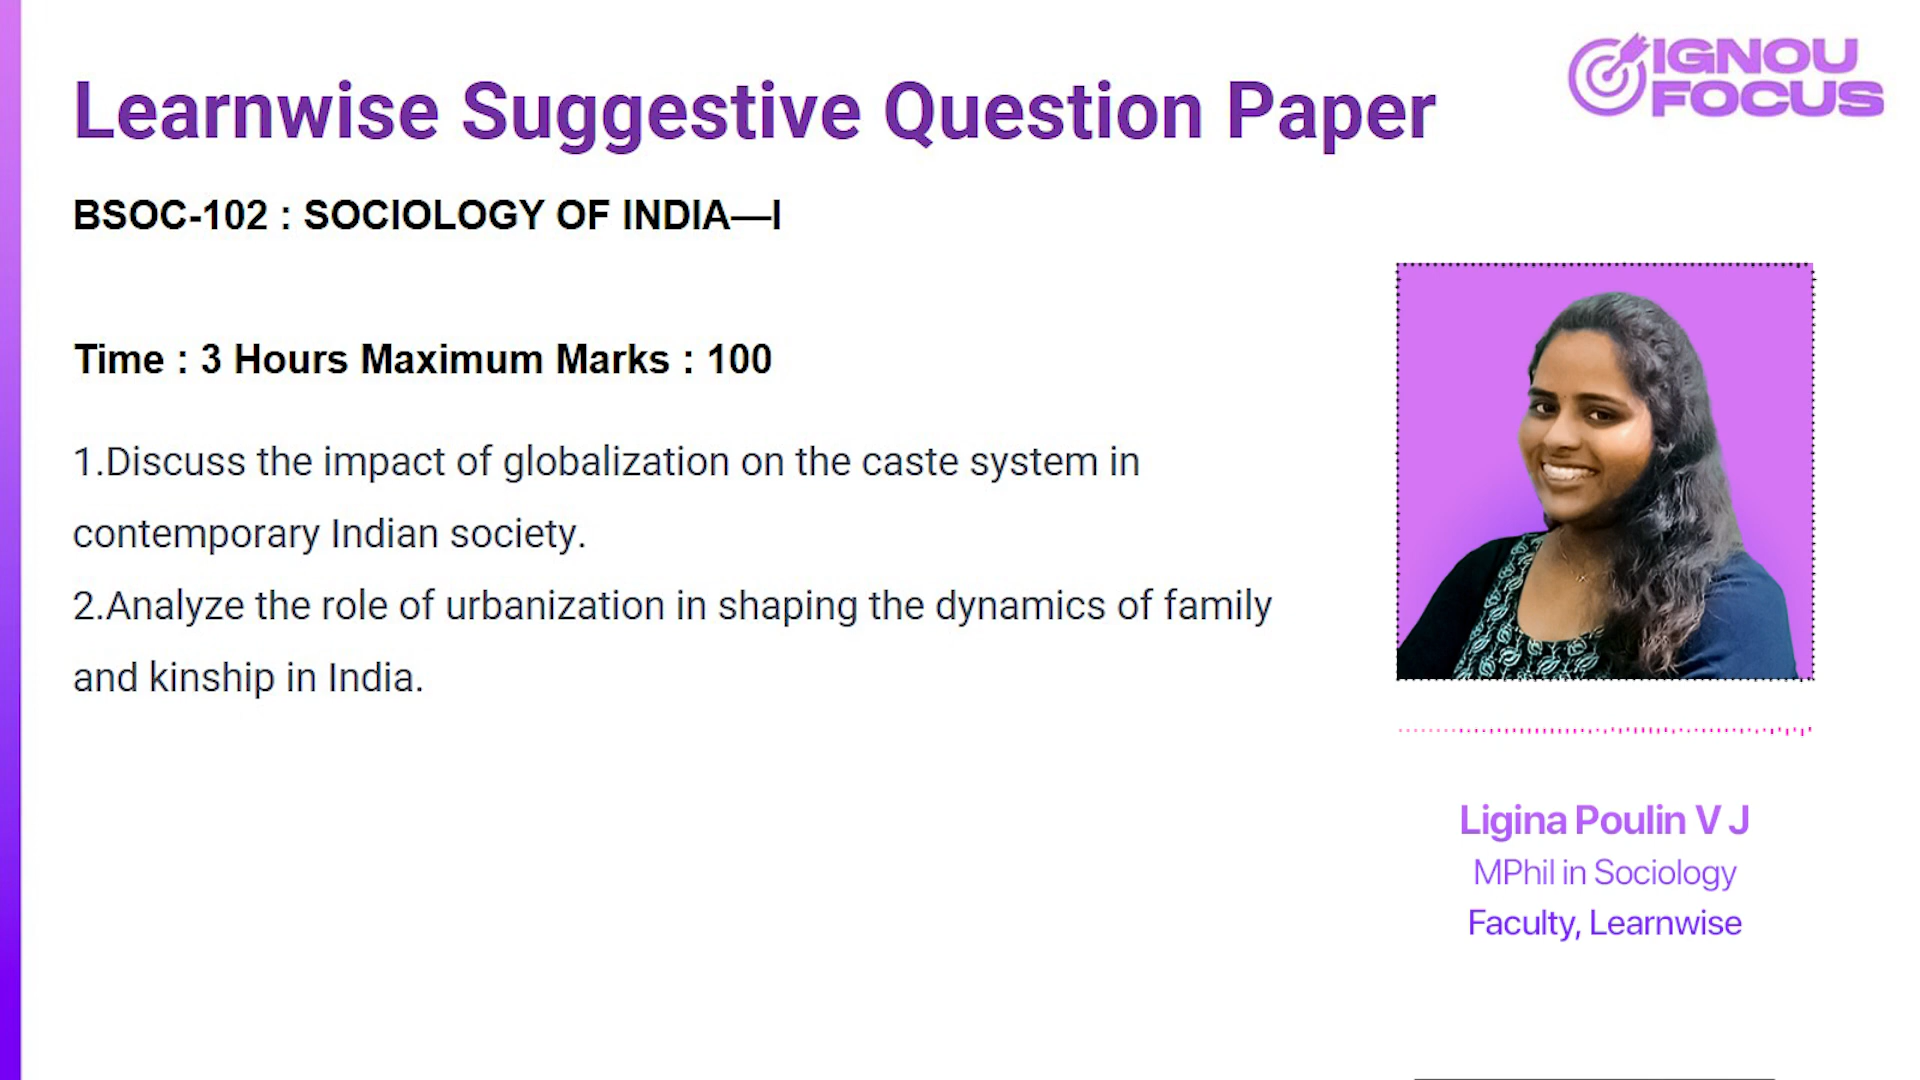 IGNOU
FOCUS
Learnwise Suggestive Question Paper
BSOC-102 : SOCIOLOGY OF INDIA—I
Time : 3 Hours Maximum Marks : 100
1.Discuss the impact of globalization on the caste system in
contemporary Indian society.
2.Analyze the role of urbanization in shaping the dynamics of family
and kinship in India.
Ligina Poulin V J
MPhil in Sociology
Faculty, Learnwise